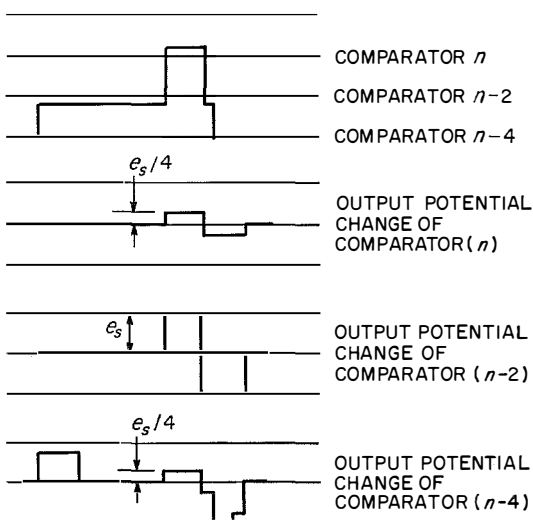 COMPARATOR n
COMPARATOR n-2
COMPARATOR n-4
e_s/4
OUTPUT POTENTIAL
CHANGE OF
COMPARATOR(n)
e_s
OUTPUT POTENTIAL
CHANGE OF
COMPARATOR (n-2)
e_s/4
OUTPUT POTENTIAL
CHANGE OF
COMPARATOR (n-4)